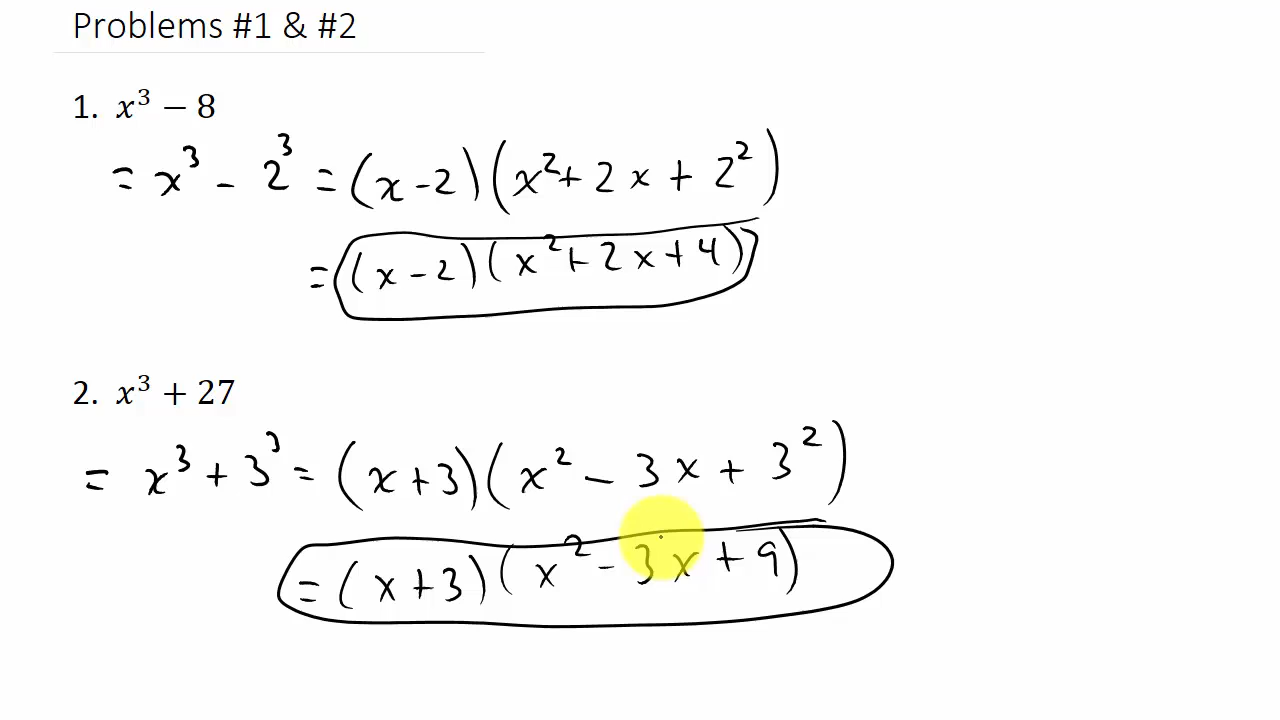 Problems #1 & #2
1. x³ − 8
= x³ - 2³ = (x-2)(x²+2x+2²)
= (x-2)(x²+2x+4)
2. x³ + 27
= x³+3³ = (x+3)(x²-3x+3²)
= (x+3)(x²-3x+9)